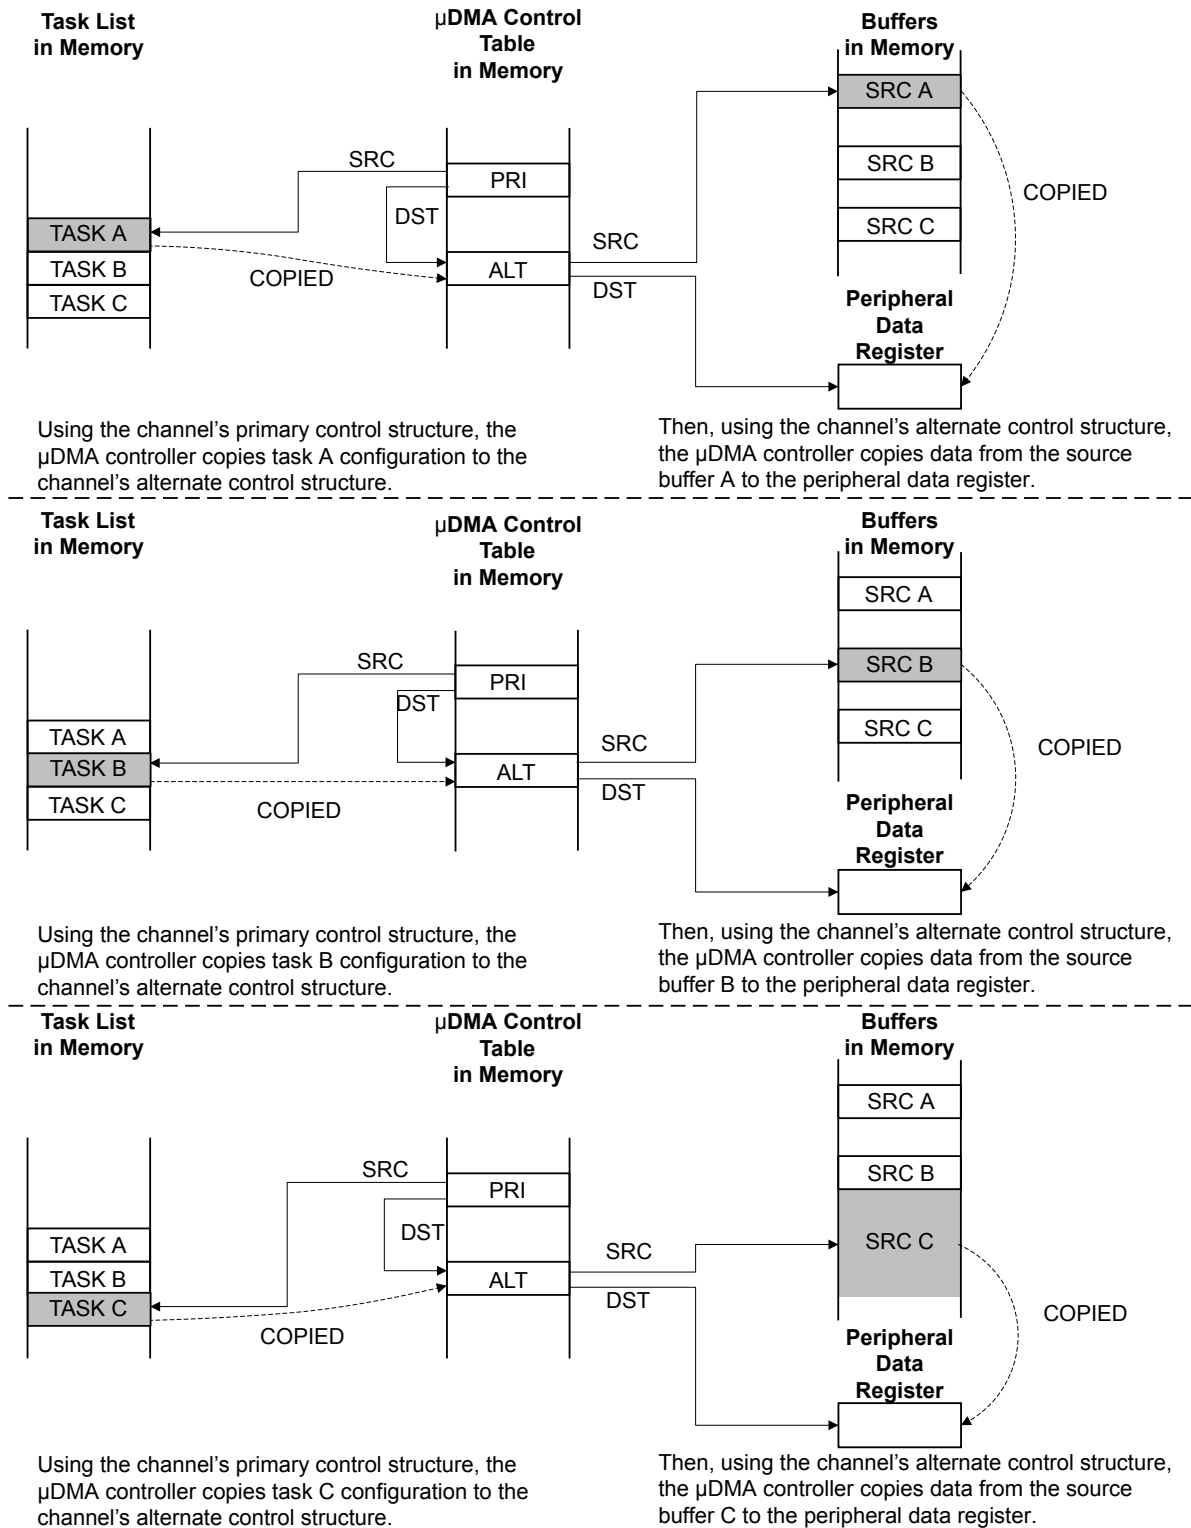 Task List
in Memory
µDMA Control
Table
in Memory
Buffers
in Memory
SRC A
SRC B
SRC C
COPIED
SRC
PRI
DST
TASK A
TASK B
TASK C
COPIED
ALT
SRC
DST
Peripheral
Data
Register
Using the channel's primary control structure, the
µDMA controller copies task A configuration to the
channel's alternate control structure.
Then, using the channel's alternate control structure,
the µDMA controller copies data from the source
buffer A to the peripheral data register.
Task List
in Memory
µDMA Control
Table
in Memory
Buffers
in Memory
SRC A
SRC B
SRC C
COPIED
SRC
PRI
DST
TASK A
TASK B
TASK C
COPIED
ALT
SRC
DST
Peripheral
Data
Register
Using the channel's primary control structure, the
µDMA controller copies task B configuration to the
channel's alternate control structure.
Then, using the channel's alternate control structure,
the µDMA controller copies data from the source
buffer B to the peripheral data register.
Task List
in Memory
µDMA Control
Table
in Memory
Buffers
in Memory
SRC A
SRC B
SRC C
COPIED
SRC
PRI
DST
TASK A
TASK B
TASK C
COPIED
ALT
SRC
DST
Peripheral
Data
Register
Using the channel's primary control structure, the
µDMA controller copies task C configuration to the
channel's alternate control structure.
Then, using the channel's alternate control structure,
the µDMA controller copies data from the source
buffer C to the peripheral data register.